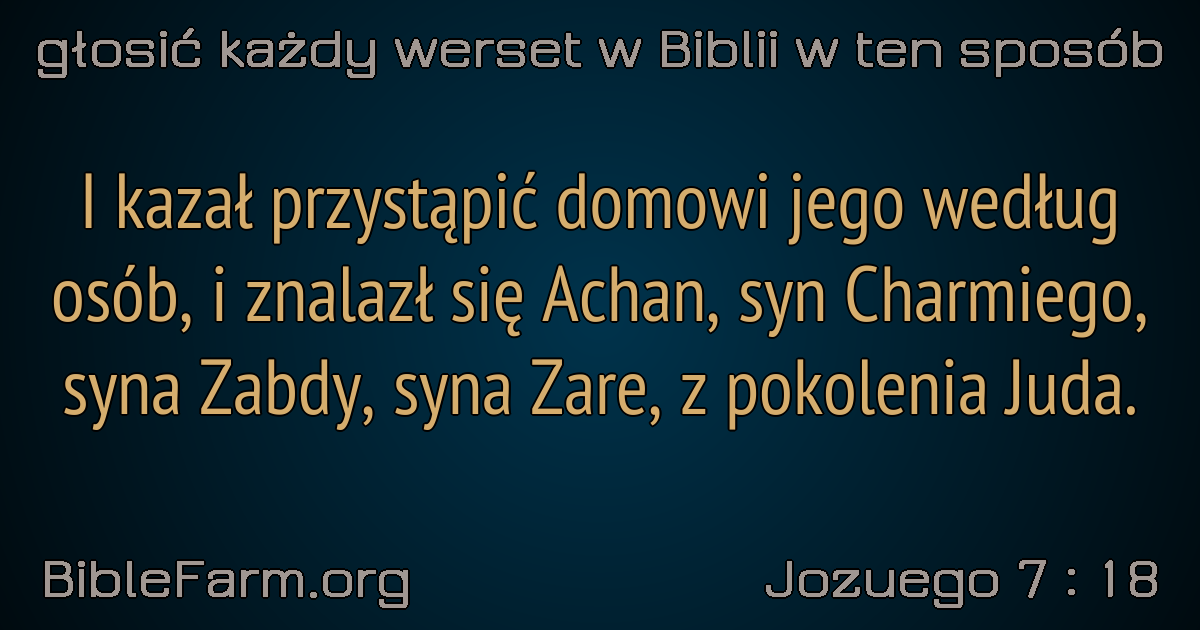 głosić każdy werset w Biblii w ten sposób
I kazał przystąpić domowi jego według
osób, i znalazł się Achan, syn Charmiego,
syna Zabdy, syna Zare, z pokolenia Juda.
BibleFarm.org
Jozuego 7 : 18